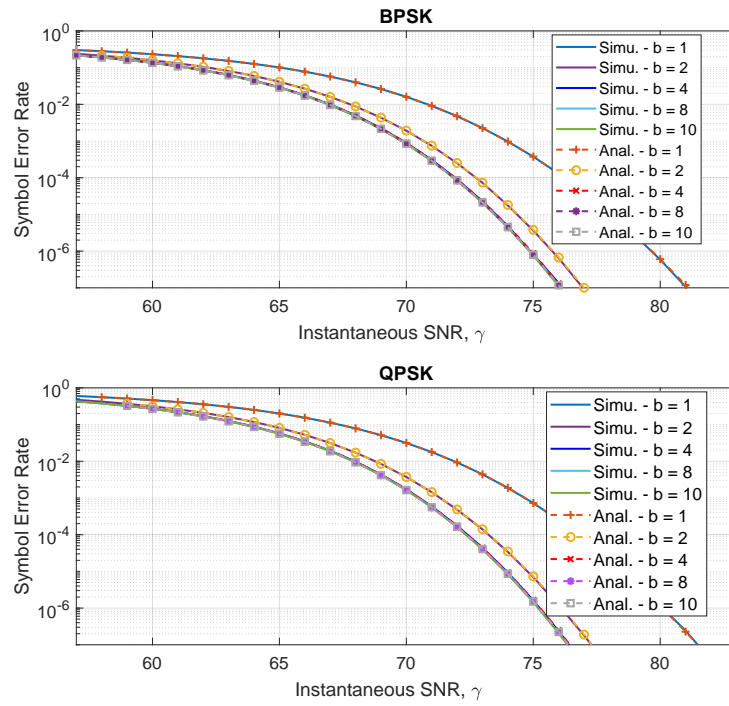 BPSK
Symbol Error Rate
10^0
10^-2
10^-4
10^-6
60
65
70
75
80
Instantaneous SNR, γ
Simu. - b = 1
Simu. - b = 2
Simu. - b = 4
Simu. - b = 8
Simu. - b = 10
Anal. - b = 1
Anal. - b = 2
Anal. - b = 4
Anal. - b = 8
Anal. - b = 10
QPSK
Symbol Error Rate
10^0
10^-2
10^-4
10^-6
60
65
70
75
80
Instantaneous SNR, γ
Simu. - b = 1
Simu. - b = 2
Simu. - b = 4
Simu. - b = 8
Simu. - b = 10
Anal. - b = 1
Anal. - b = 2
Anal. - b = 4
Anal. - b = 8
Anal. - b = 10